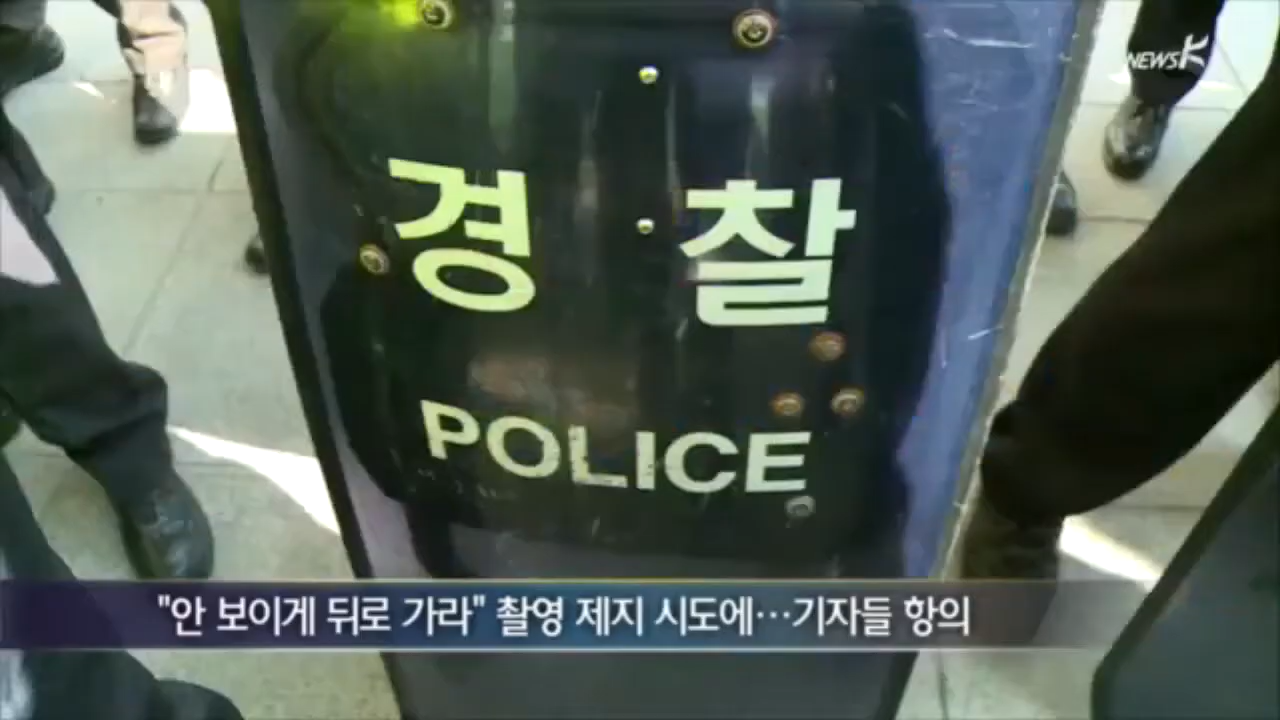 NEWSK
경 찰
POLICE
"안 보이게 뒤로 가라" 촬영 제지 시도에…기자들 항의